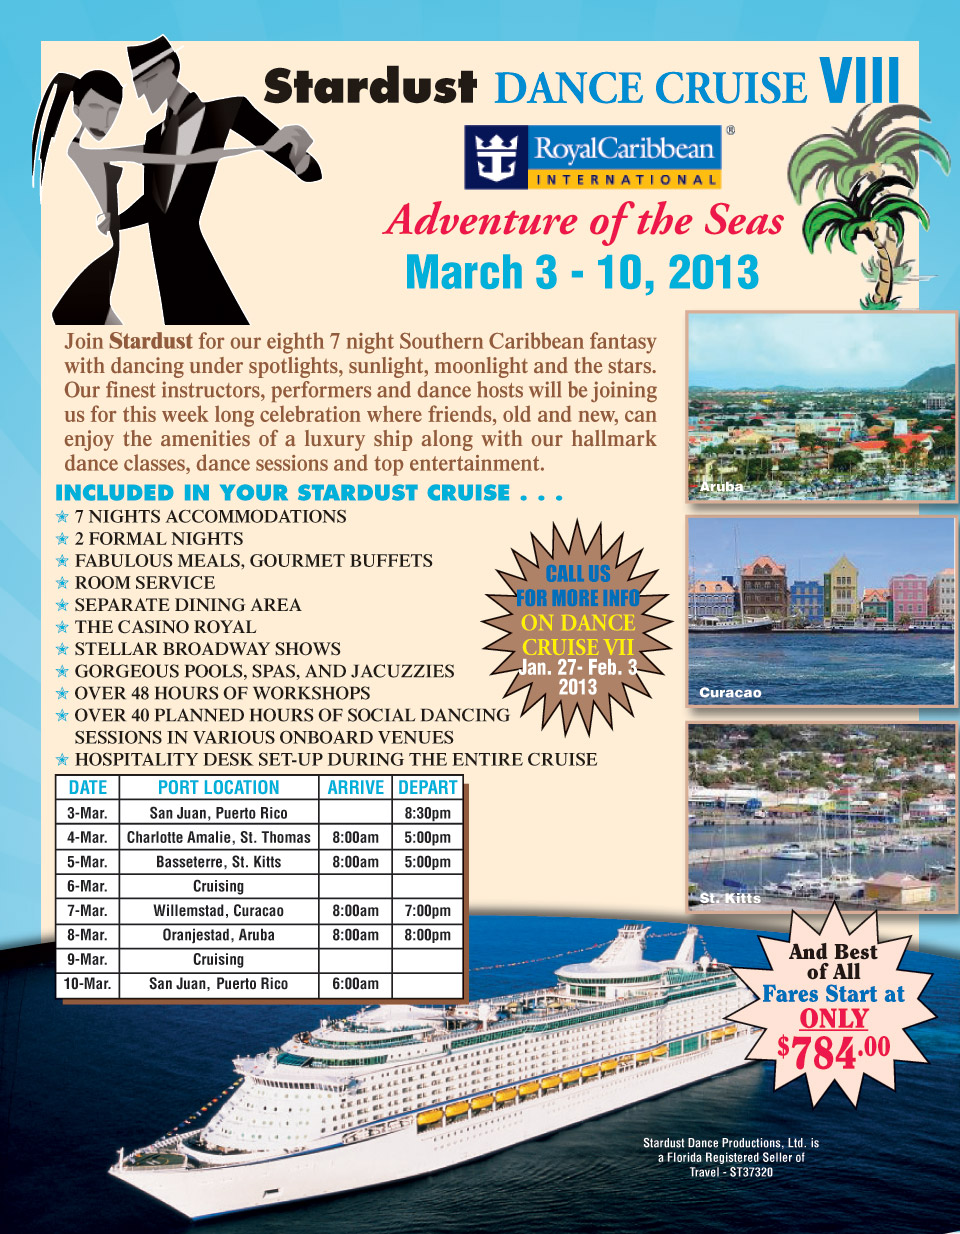 Stardust DANCE CRUISE VIII
RoyalCaribbean ®
INTERNATIONAL
Adventure of the Seas
March 3 - 10, 2013
Join Stardust for our eighth 7 night Southern Caribbean fantasy
with dancing under spotlights, sunlight, moonlight and the stars.
Our finest instructors, performers and dance hosts will be joining
us for this week long celebration where friends, old and new, can
enjoy the amenities of a luxury ship along with our hallmark
dance classes, dance sessions and top entertainment.
INCLUDED IN YOUR STARDUST CRUISE . . .
7 NIGHTS ACCOMMODATIONS
2 FORMAL NIGHTS
FABULOUS MEALS, GOURMET BUFFETS
ROOM SERVICE
SEPARATE DINING AREA
THE CASINO ROYAL
STELLAR BROADWAY SHOWS
GORGEOUS POOLS, SPAS, AND JACUZZIES
OVER 48 HOURS OF WORKSHOPS
OVER 40 PLANNED HOURS OF SOCIAL DANCING
SESSIONS IN VARIOUS ONBOARD VENUES
HOSPITALITY DESK SET-UP DURING THE ENTIRE CRUISE
CALL US
FOR MORE INFO
ON DANCE
CRUISE VII
Jan. 27- Feb. 3
2013
Aruba
Curacao
St. Kitts
DATE PORT LOCATION ARRIVE DEPART
3-Mar. San Juan, Puerto Rico 8:30pm
4-Mar. Charlotte Amalie, St. Thomas 8:00am 5:00pm
5-Mar. Basseterre, St. Kitts 8:00am 5:00pm
6-Mar. Cruising
7-Mar. Willemstad, Curacao 8:00am 7:00pm
8-Mar. Oranjestad, Aruba 8:00am 8:00pm
9-Mar. Cruising
10-Mar. San Juan, Puerto Rico 6:00am
And Best
of All
Fares Start at
ONLY
$784.00
Stardust Dance Productions, Ltd. is
a Florida Registered Seller of
Travel - ST37320